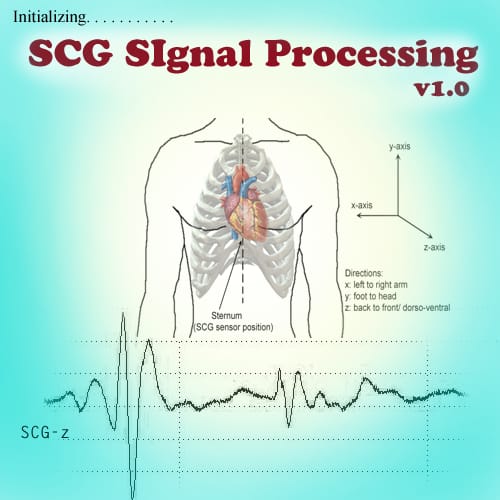 Initializing. . . . . . . . . . .
SCG SIgnal Processing
v1.0
y-axis
x-axis
z-axis
Directions:
x: left to right arm
y: foot to head
z: back to front/ dorso-ventral
Sternum
(SCG sensor position)
SCG-z